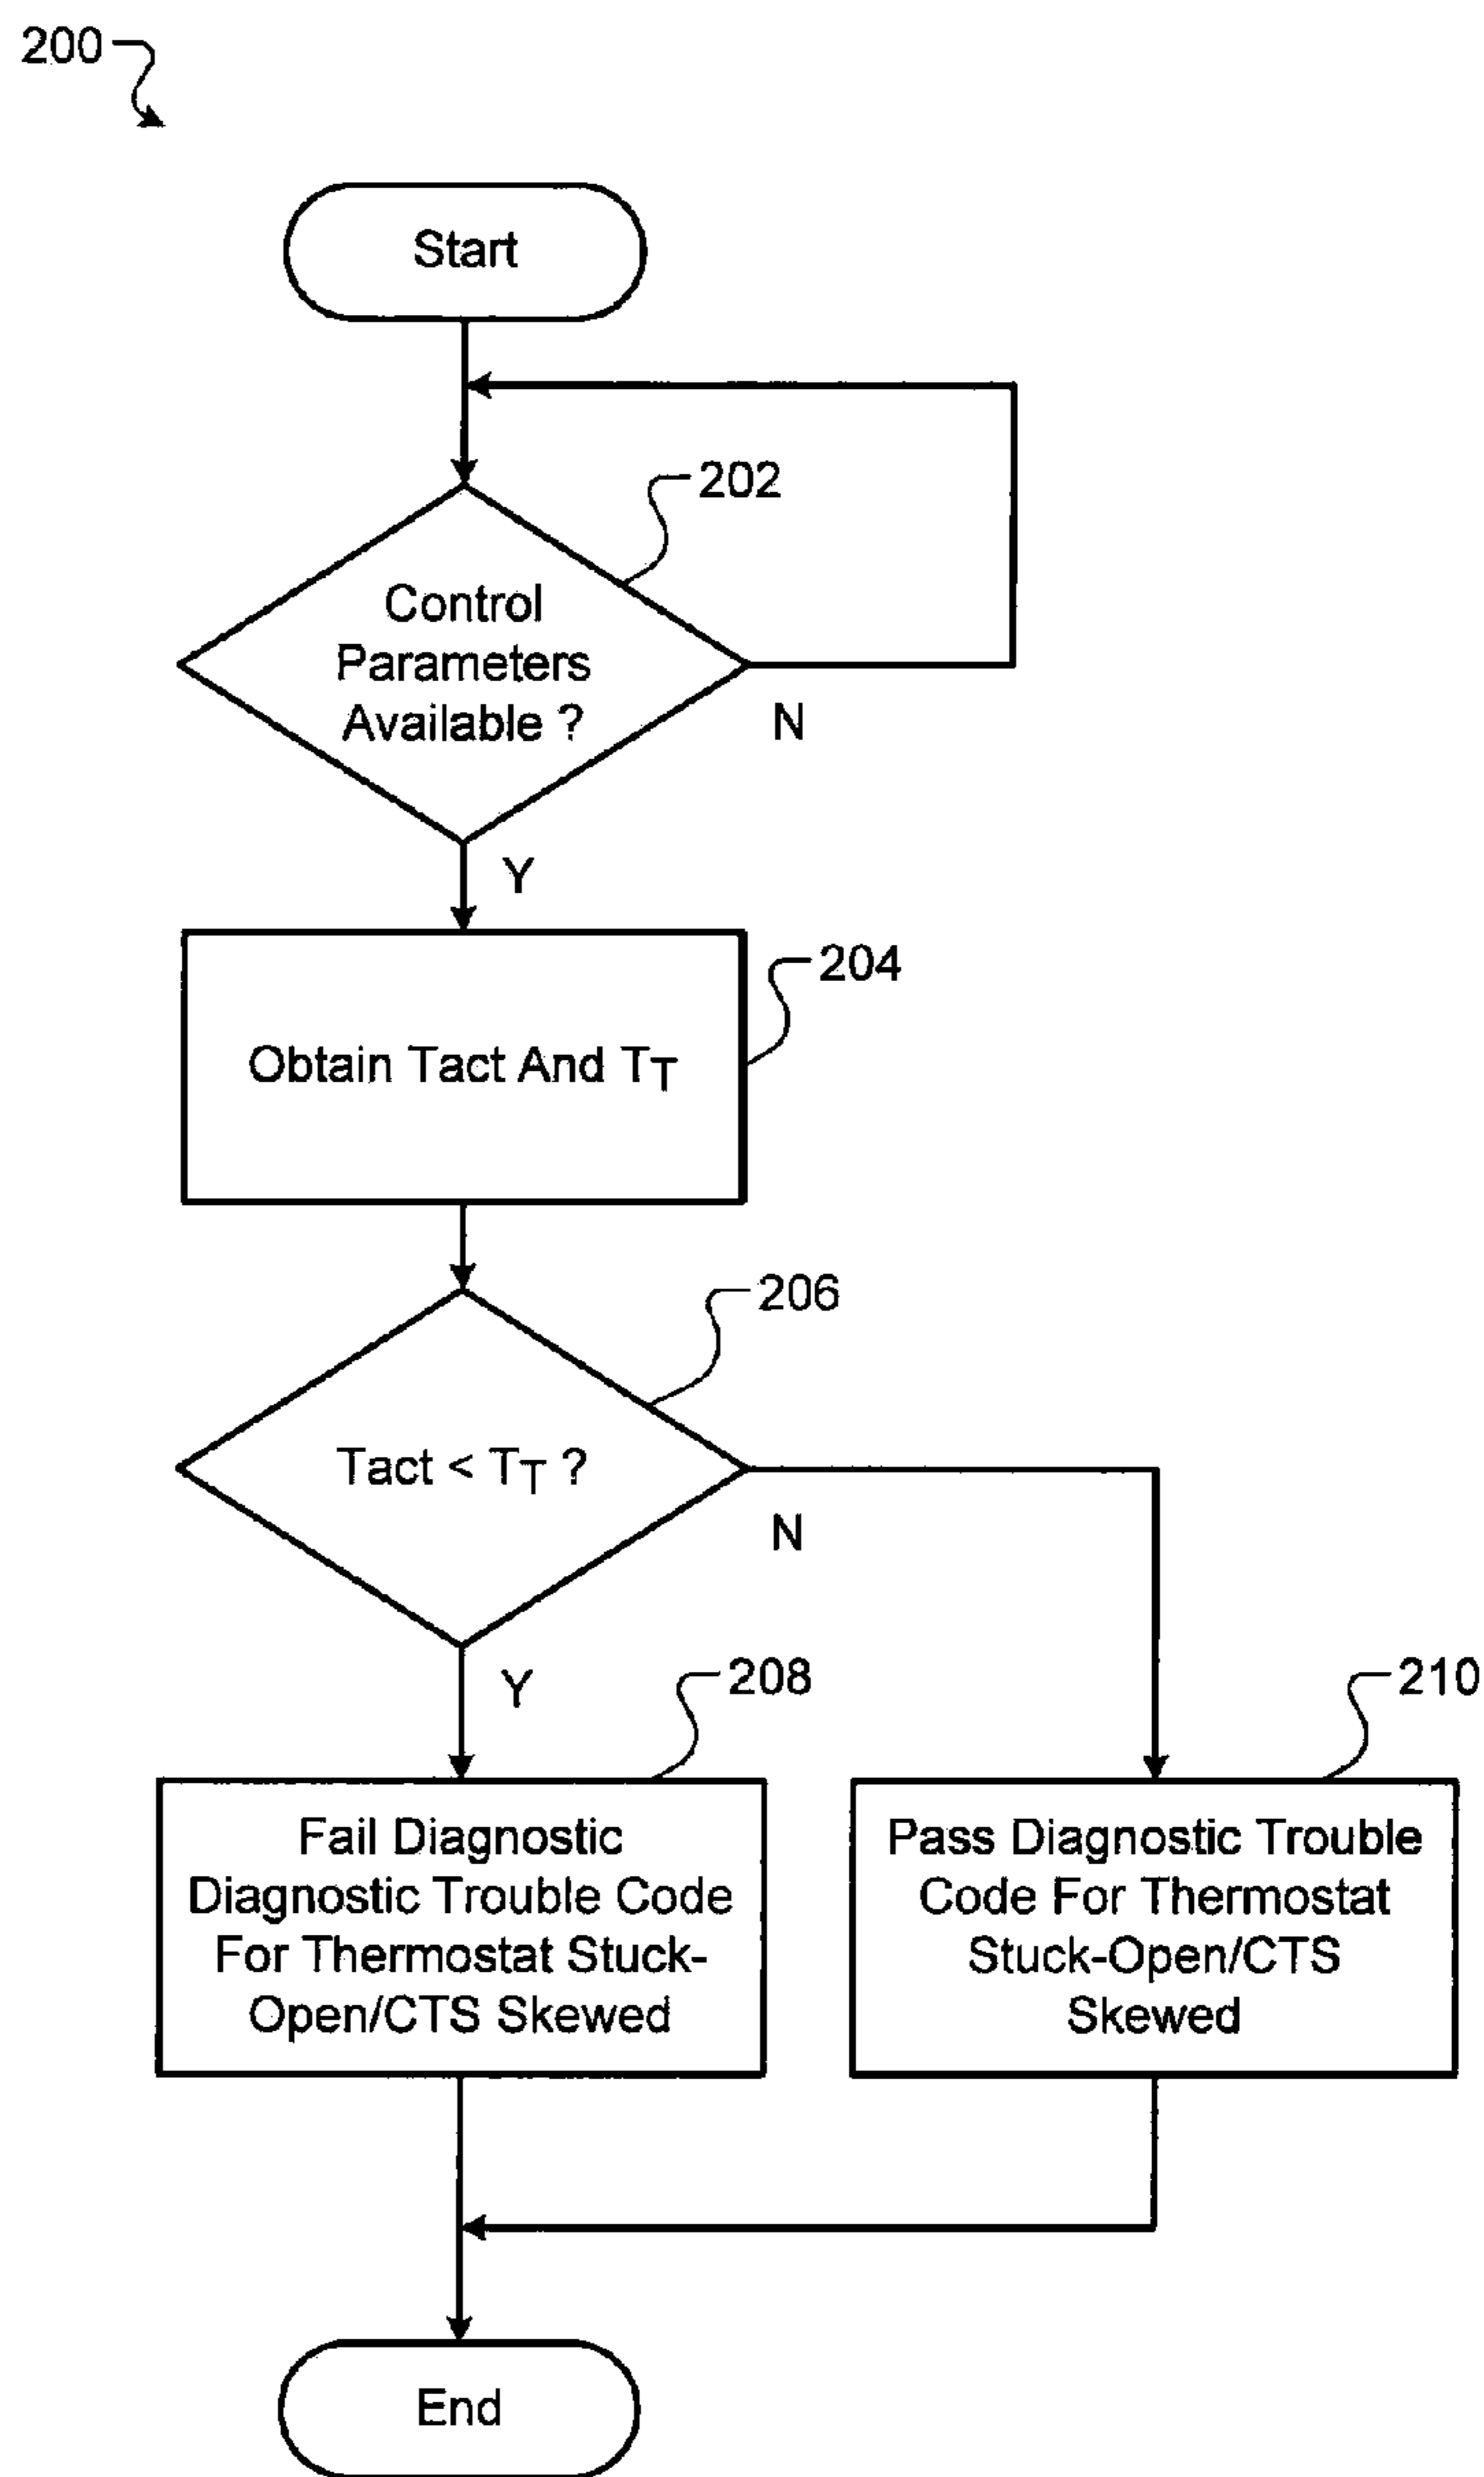 200
Start
202
Control
Parameters
Available ?
N
Y
204
Obtain Tact And TT
206
Tact < TT ?
N
Y
208
210
Fail Diagnostic
Diagnostic Trouble Code
For Thermostat Stuck-
Open/CTS Skewed
Pass Diagnostic Trouble
Code For Thermostat
Stuck-Open/CTS
Skewed
End